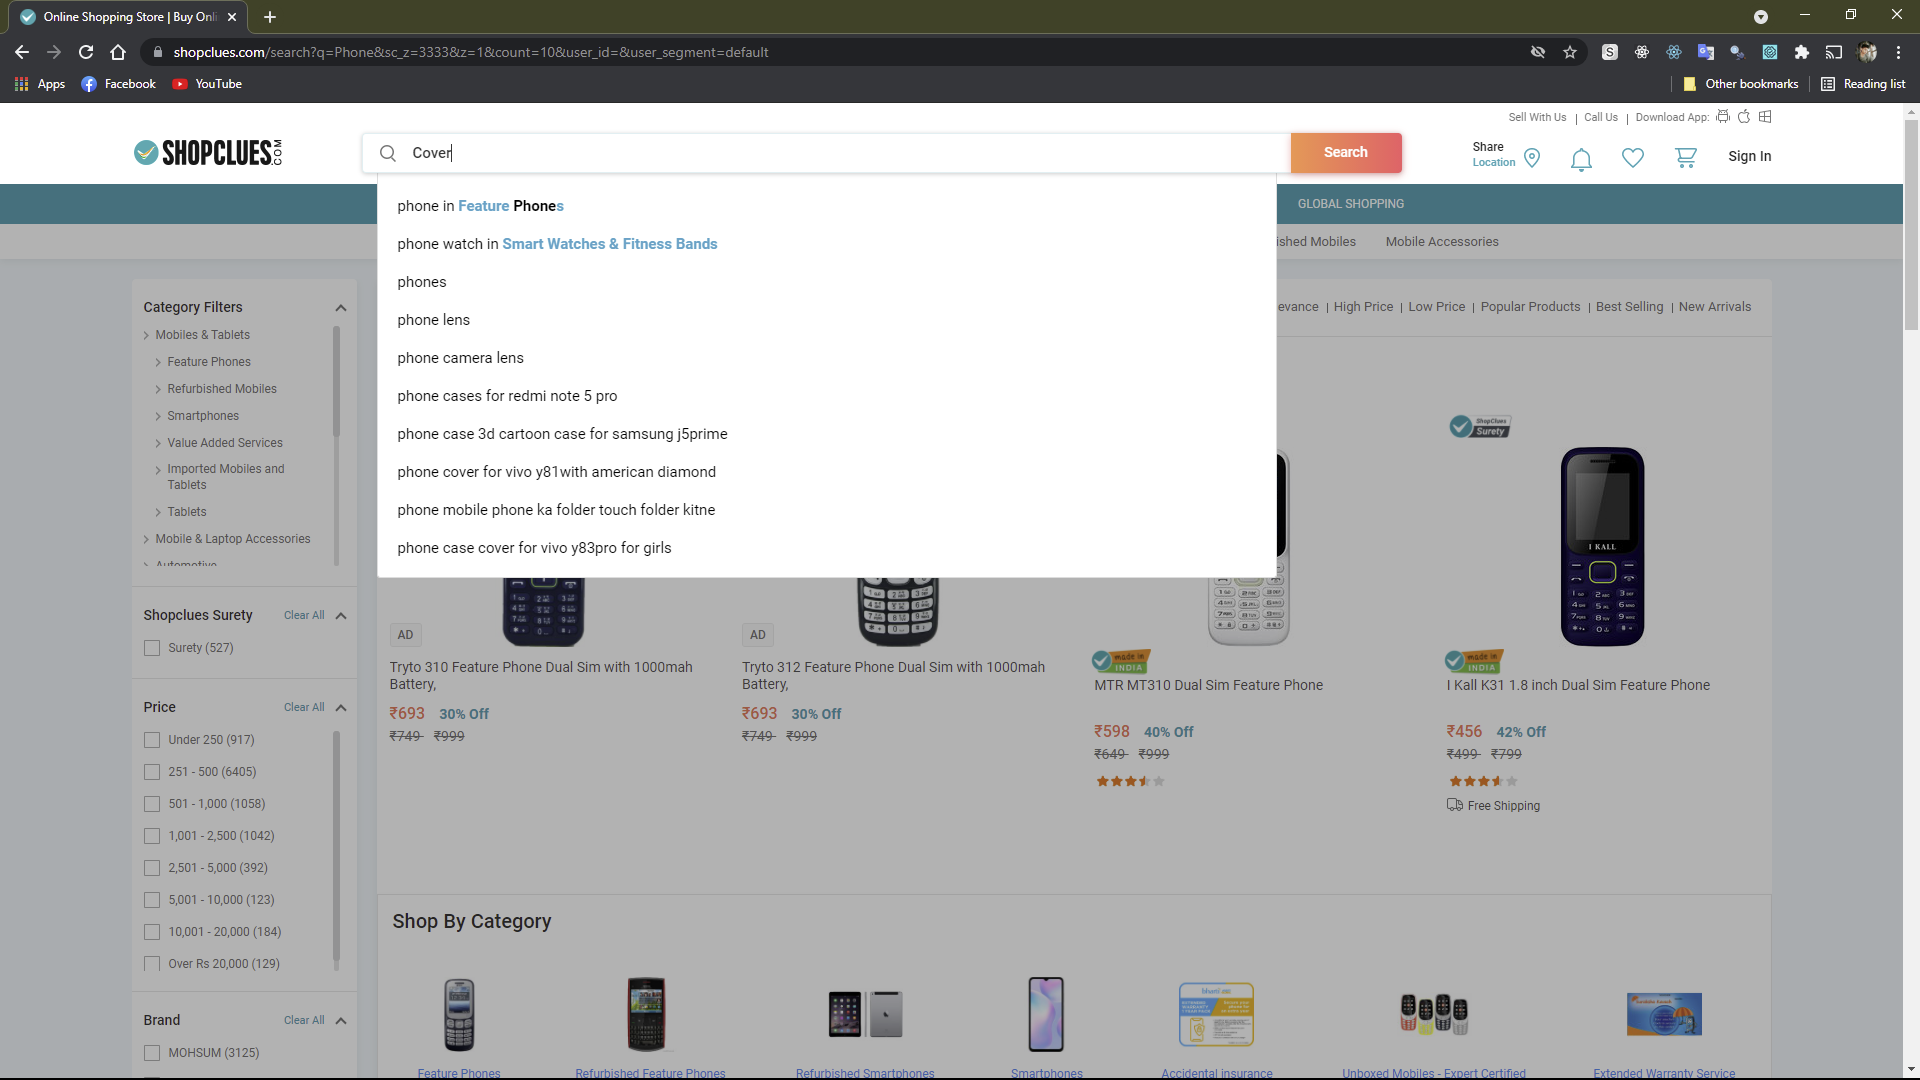 Online Shopping Store | Buy Onli
shopclues.com/search?q=Phone&sc_z=3333&z=1&count=10&user_id=&user_segment=default
Apps
Facebook
YouTube
Other bookmarks
Reading list
Sell With Us | Call Us | Download App:
SHOPCLUES.COM
Cover
Search
Share
Location
Sign In
GLOBAL SHOPPING
ished Mobiles
Mobile Accessories
phone in Feature Phones
phone watch in Smart Watches & Fitness Bands
phones
phone lens
phone camera lens
phone cases for redmi note 5 pro
phone case 3d cartoon case for samsung j5prime
phone cover for vivo y81with american diamond
phone mobile phone ka folder touch folder kitne
phone case cover for vivo y83pro for girls
Category Filters
Mobiles & Tablets
Feature Phones
Refurbished Mobiles
Smartphones
Value Added Services
Imported Mobiles and
Tablets
Tablets
Mobile & Laptop Accessories
Automotive
Shopclues Surety
Clear All
Surety (527)
Price
Clear All
Under 250 (917)
251 - 500 (6405)
501 - 1,000 (1058)
1,001 - 2,500 (1042)
2,501 - 5,000 (392)
5,001 - 10,000 (123)
10,001 - 20,000 (184)
Over Rs 20,000 (129)
Brand
Clear All
MOHSUM (3125)
evance | High Price | Low Price | Popular Products | Best Selling | New Arrivals
AD
Tryto 310 Feature Phone Dual Sim with 1000mah
Battery,
₹693 30% Off
₹749 ₹999
AD
Tryto 312 Feature Phone Dual Sim with 1000mah
Battery,
₹693 30% Off
₹749 ₹999
made in
INDIA
MTR MT310 Dual Sim Feature Phone
₹598 40% Off
₹649 ₹999
ShopClues
Surety
I KALL
made in
INDIA
I Kall K31 1.8 inch Dual Sim Feature Phone
₹456 42% Off
₹499 ₹799
Free Shipping
Shop By Category
Feature Phones
Refurbished Feature Phones
Refurbished Smartphones
Smartphones
Accidental insurance
Unboxed Mobiles - Expert Certified
Extended Warranty Service